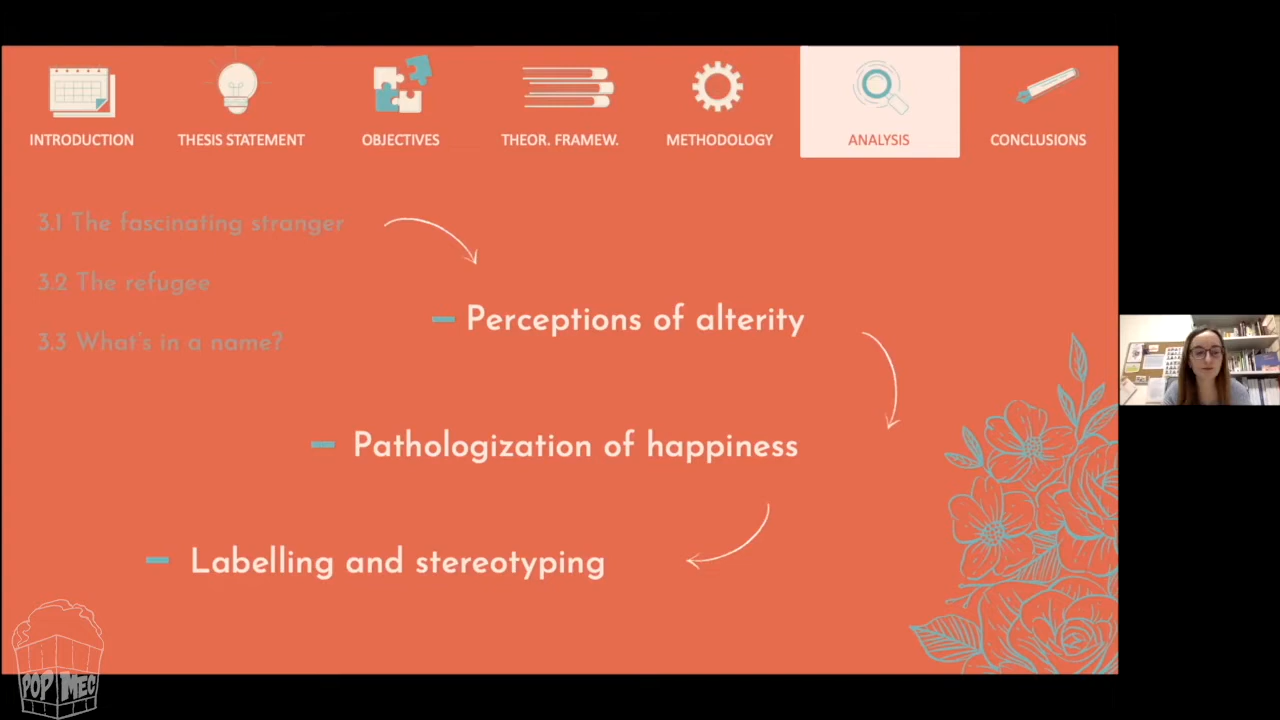 INTRODUCTION
THESIS STATEMENT
OBJECTIVES
THEOR. FRAMEW.
METHODOLOGY
ANALYSIS
CONCLUSIONS
3.1 The fascinating stranger
3.2 The refugee
3.3 What's in a name?
- Perceptions of alterity
- Pathologization of happiness
- Labelling and stereotyping
POP MEC